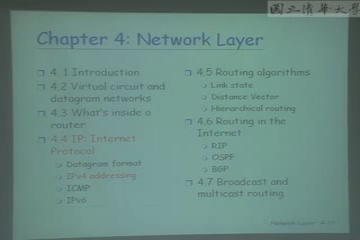 國立清華大學
Chapter 4: Network Layer
4.1 Introduction
4.2 Virtual circuit and
datagram networks
4.3 What's inside a
router
4.4 IP: Internet
Protocol
Datagram format
IPv4 addressing
ICMP
IPv6
4.5 Routing algorithms
Link state
Distance Vector
Hierarchical routing
4.6 Routing in the
Internet
RIP
OSPF
BGP
4.7 Broadcast and
multicast routing
Network Layer